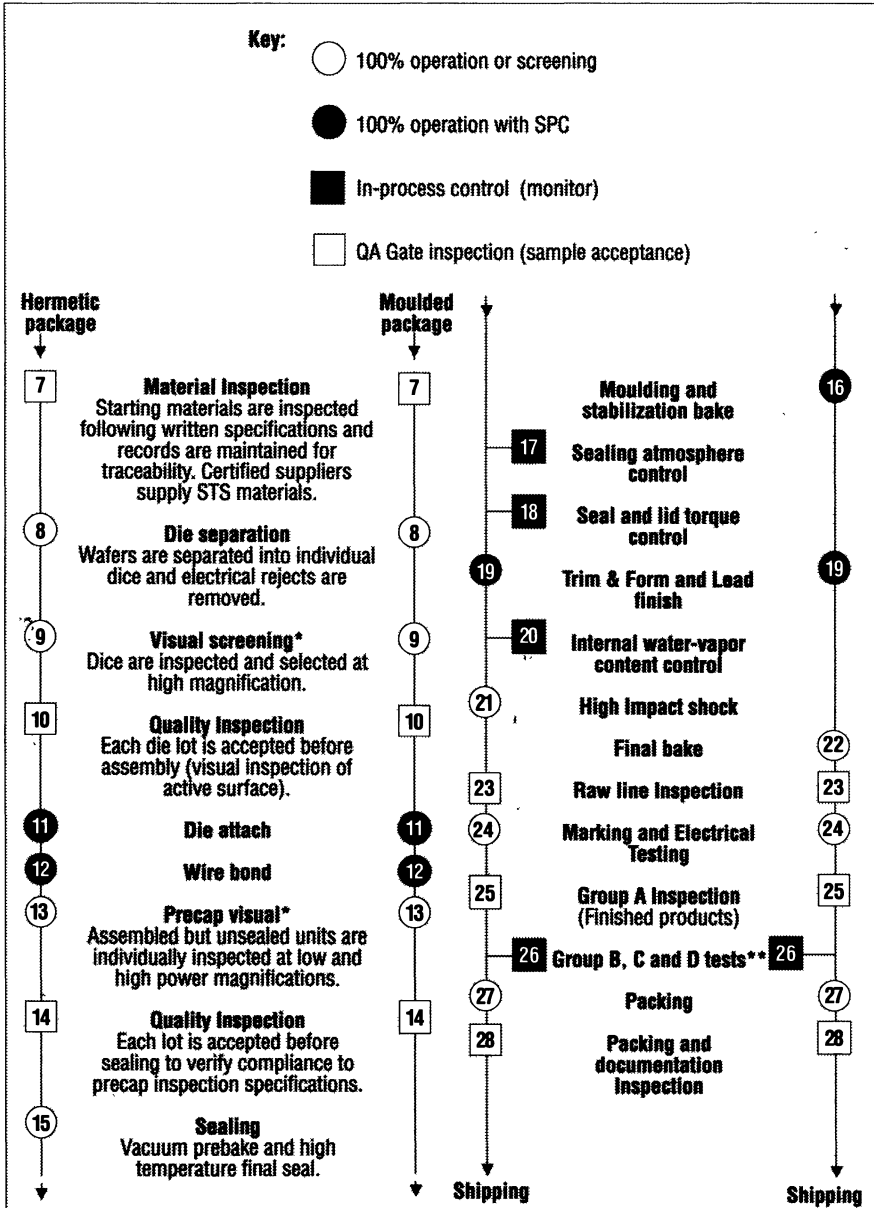 Key:
100% operation or screening
100% operation with SPC
In-process control (monitor)
QA Gate inspection (sample acceptance)
Hermetic
package
Moulded
package
7
Material Inspection
7
Starting materials are inspected
following written specifications and
records are maintained for
traceability. Certified suppliers
supply STS materials.
8
Die separation
8
Wafers are separated into individual
dice and electrical rejects are
removed.
9
Visual screening*
9
Dice are inspected and selected at
high magnification.
10
Quality Inspection
10
Each die lot is accepted before
assembly (visual inspection of
active surface).
11
Die attach
11
12
Wire bond
12
13
Precap visual*
13
Assembled but unsealed units are
individually inspected at low and
high power magnifications.
14
Quality Inspection
14
Each lot is accepted before
sealing to verify compliance to
precap inspection specifications.
15
Sealing
Vacuum prebake and high
temperature final seal.
Moulding and
stabilization bake
16
17
Sealing atmosphere
control
18
Seal and lid torque
control
19
Trim & Form and Lead
finish
19
20
Internal water-vapor
content control
21
High Impact shock
Final bake
22
23
Raw line Inspection
23
24
Marking and Electrical
Testing
24
25
Group A Inspection
(Finished products)
25
26
Group B, C and D tests**
26
27
Packing
27
28
Packing and
documentation
Inspection
28
Shipping
Shipping